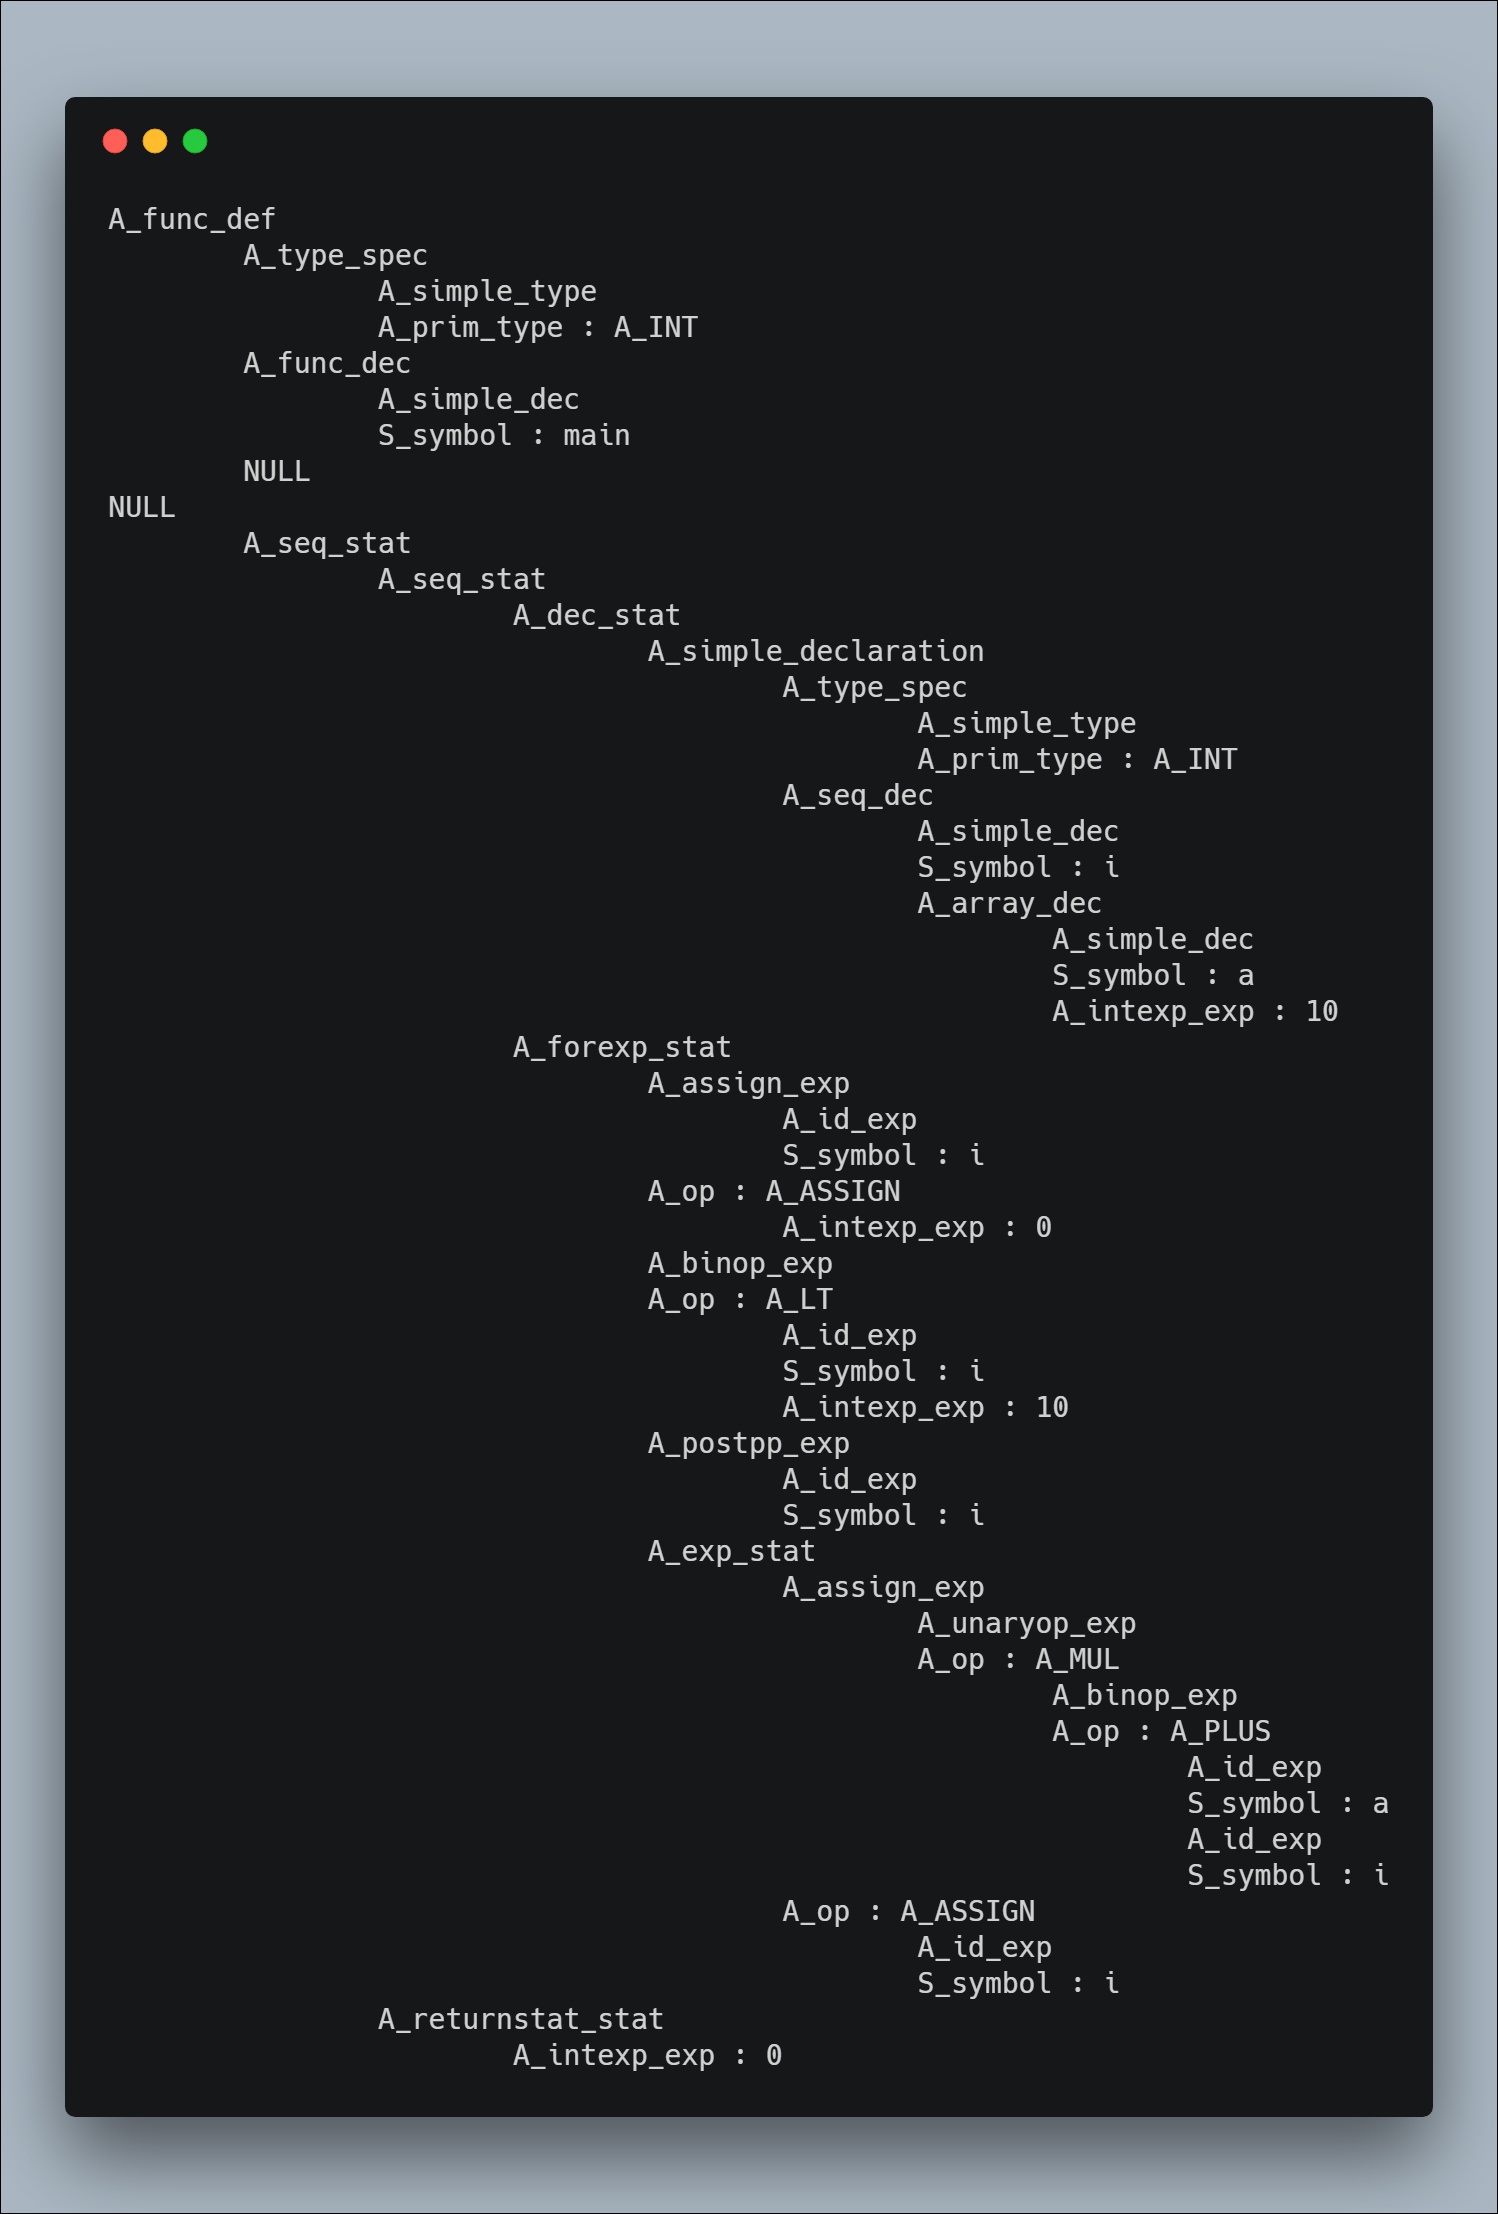 A_func_def
A_type_spec
A_simple_type
A_prim_type : A_INT
A_func_dec
A_simple_dec
S_symbol : main
NULL
NULL
A_seq_stat
A_seq_stat
A_dec_stat
A_simple_declaration
A_type_spec
A_simple_type
A_prim_type : A_INT
A_seq_dec
A_simple_dec
S_symbol : i
A_array_dec
A_simple_dec
S_symbol : a
A_intexp_exp : 10
A_forexp_stat
A_assign_exp
A_id_exp
S_symbol : i
A_op : A_ASSIGN
A_intexp_exp : 0
A_binop_exp
A_op : A_LT
A_id_exp
S_symbol : i
A_intexp_exp : 10
A_postpp_exp
A_id_exp
S_symbol : i
A_exp_stat
A_assign_exp
A_unaryop_exp
A_op : A_MUL
A_binop_exp
A_op : A_PLUS
A_id_exp
S_symbol : a
A_id_exp
S_symbol : i
A_op : A_ASSIGN
A_id_exp
S_symbol : i
A_returnstat_stat
A_intexp_exp : 0